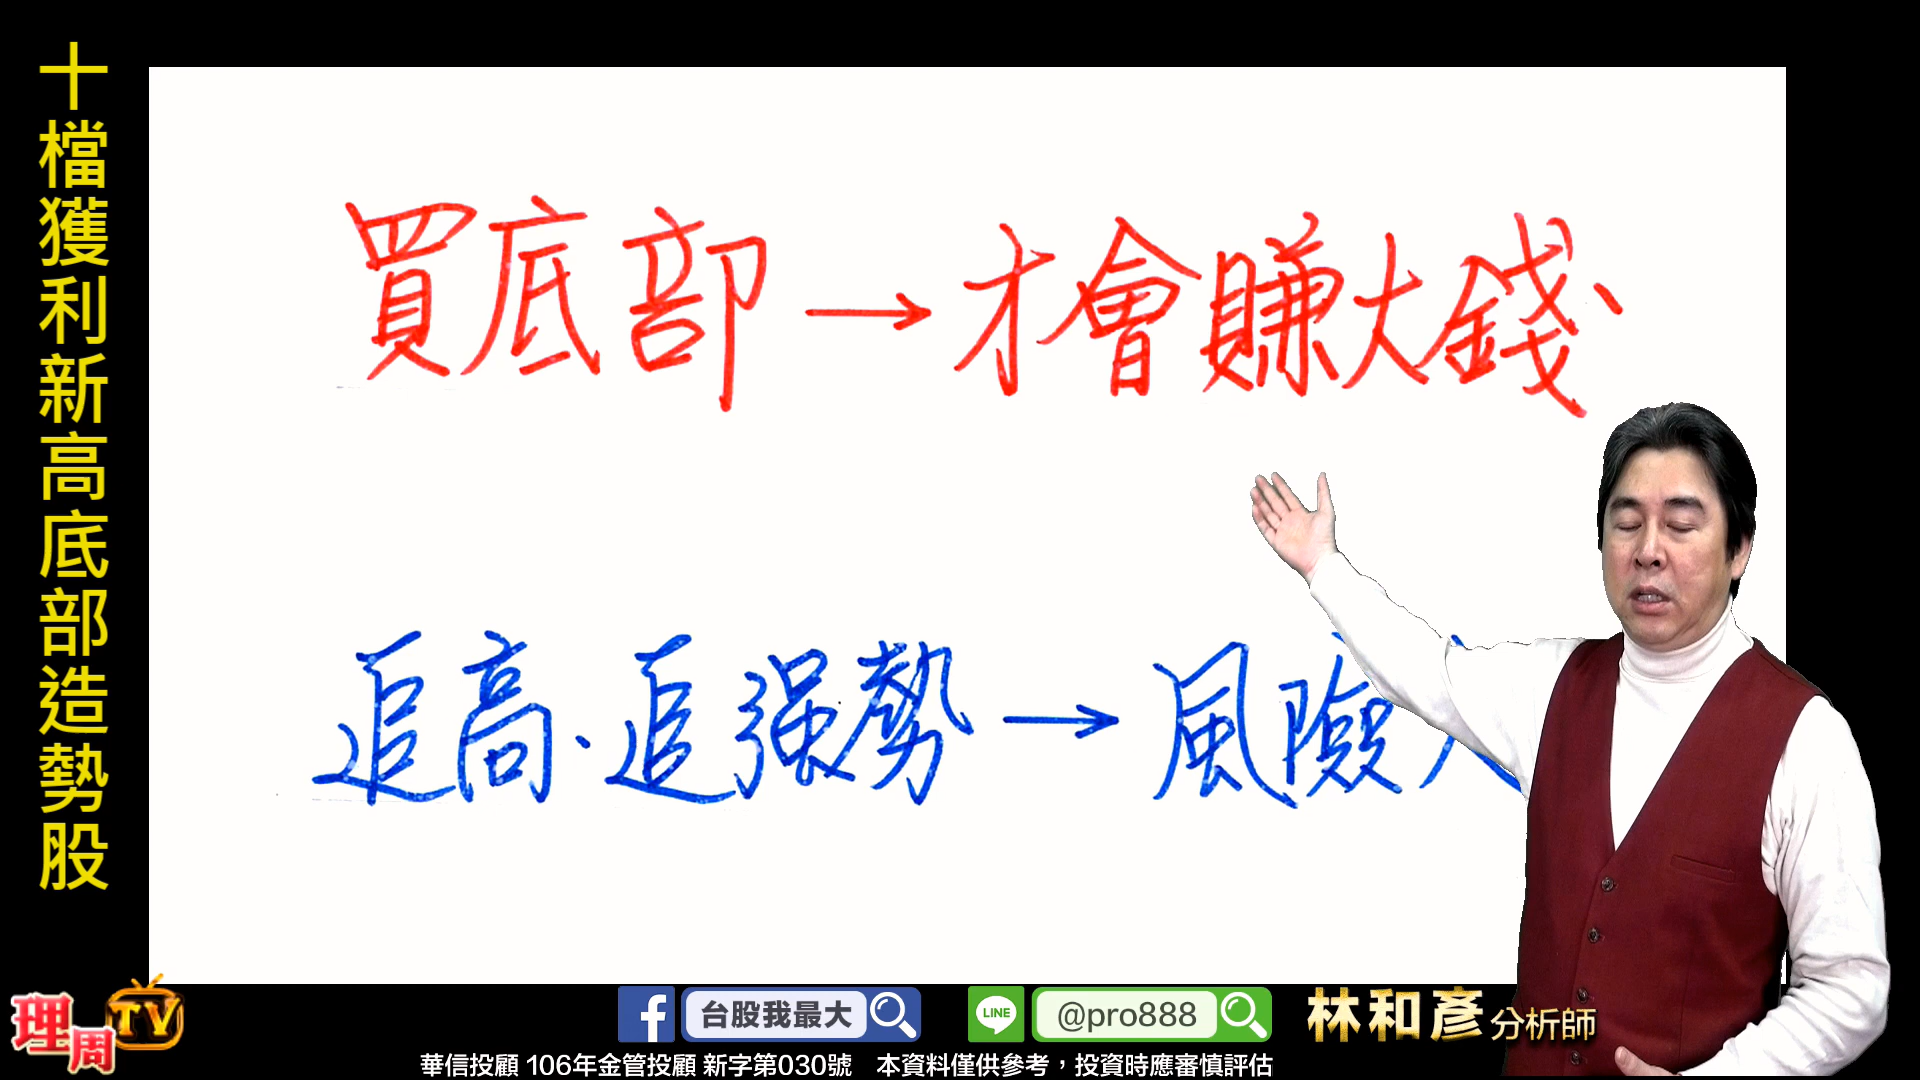 十檔獲利新高底部造勢股
買底部→才會賺大錢、
追高、追強勢→風險大
理周TV
台股我最大
LINE
@pro888
林和彥分析師
華信投顧 106年金管投顧 新字第030號 本資料僅供參考，投資時應審慎評估